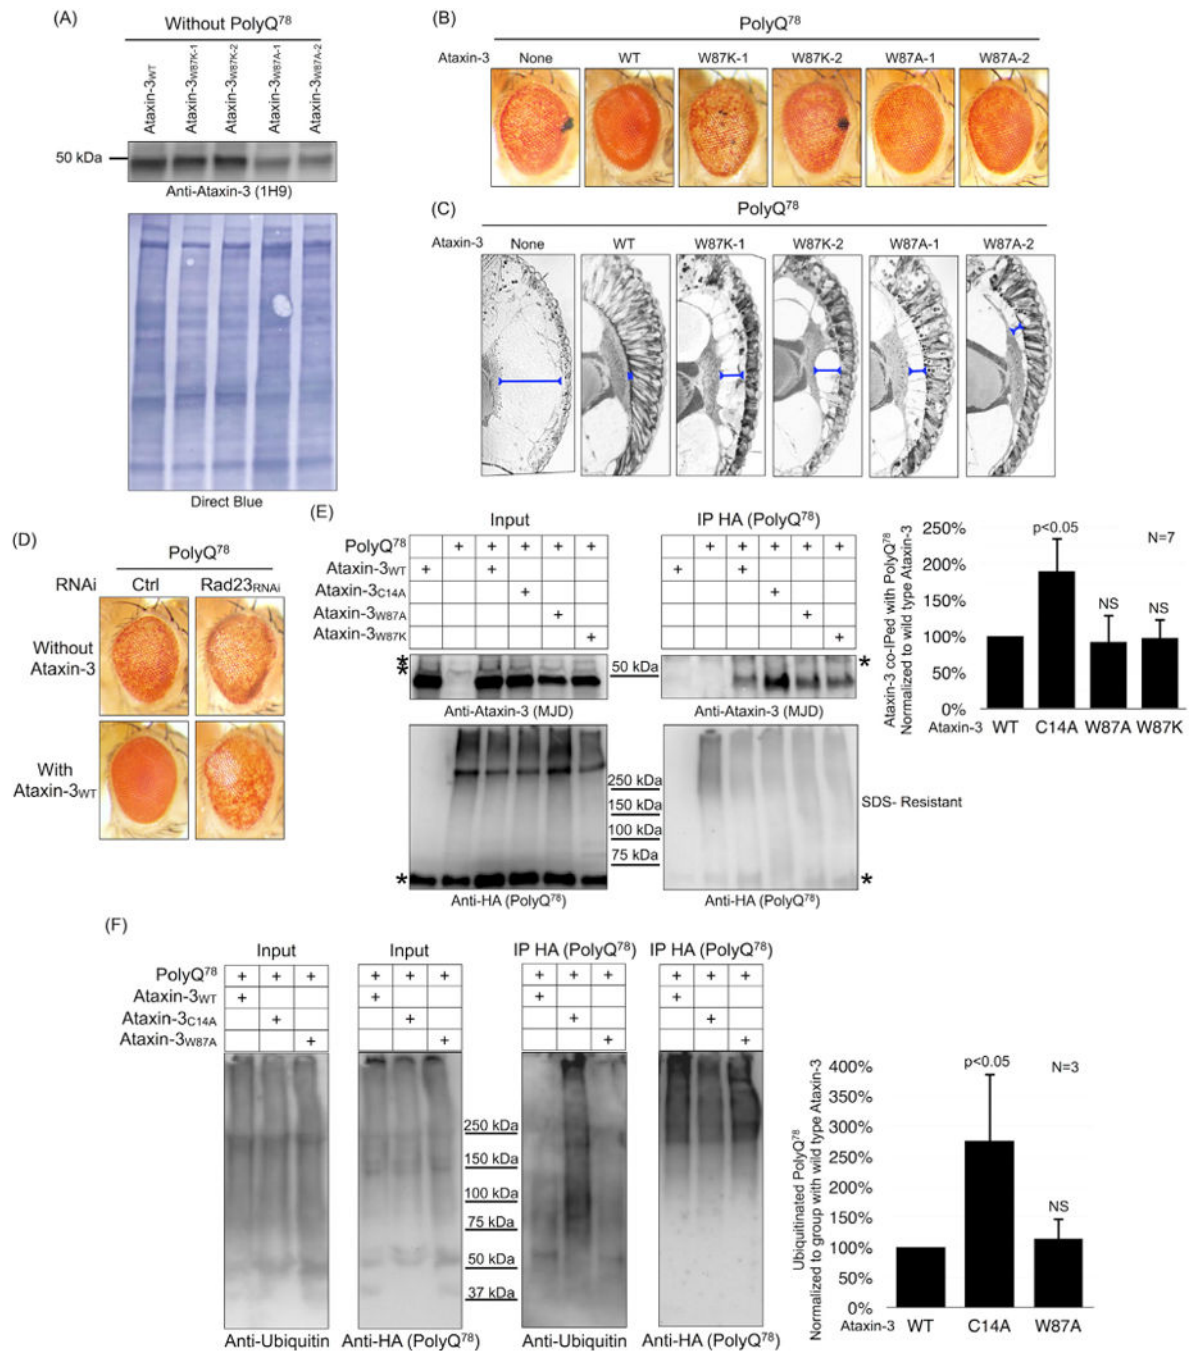 (A)
Without PolyQ⁷⁸
Ataxin-3WT
Ataxin-3W87K-1
Ataxin-3W87K-2
Ataxin-3W87A-1
Ataxin-3W87A-2
50 kDa
Anti-Ataxin-3 (1H9)
Direct Blue
(B)
PolyQ⁷⁸
Ataxin-3 None WT W87K-1 W87K-2 W87A-1 W87A-2
(C)
PolyQ⁷⁸
Ataxin-3 None WT W87K-1 W87K-2 W87A-1 W87A-2
(D)
PolyQ⁷⁸
RNAi Ctrl Rad23RNAi
Without
Ataxin-3
With
Ataxin-3WT
(E)
Input IP HA (PolyQ⁷⁸)
PolyQ⁷⁸ + + + + + + + + + +
Ataxin-3WT + + + +
Ataxin-3C14A + +
Ataxin-3W87A + +
Ataxin-3W87K + +
* *
*
50 kDa
Anti-Ataxin-3 (MJD) Anti-Ataxin-3 (MJD)
250 kDa
150 kDa
100 kDa
75 kDa
SDS- Resistant
* *
Anti-HA (PolyQ⁷⁸) Anti-HA (PolyQ⁷⁸)
Ataxin-3 co-IPed with PolyQ⁷⁸
Normalized to wild type Ataxin-3
250%
200%
150%
100%
50%
0%
p<0.05
N=7
NS NS
Ataxin-3 WT C14A W87A W87K
(F)
Input Input IP HA (PolyQ⁷⁸) IP HA (PolyQ⁷⁸)
PolyQ⁷⁸ + + + + + + + + + + + +
Ataxin-3WT + + + +
Ataxin-3C14A + + + +
Ataxin-3W87A + + + +
250 kDa
150 kDa
100 kDa
75 kDa
50 kDa
37 kDa
Anti-Ubiquitin Anti-HA (PolyQ⁷⁸) Anti-Ubiquitin Anti-HA (PolyQ⁷⁸)
Ubiquitinated PolyQ⁷⁸
Normalized to group with wild type Ataxin-3
400%
350%
300%
250%
200%
150%
100%
50%
0%
p<0.05
N=3
NS
Ataxin-3 WT C14A W87A